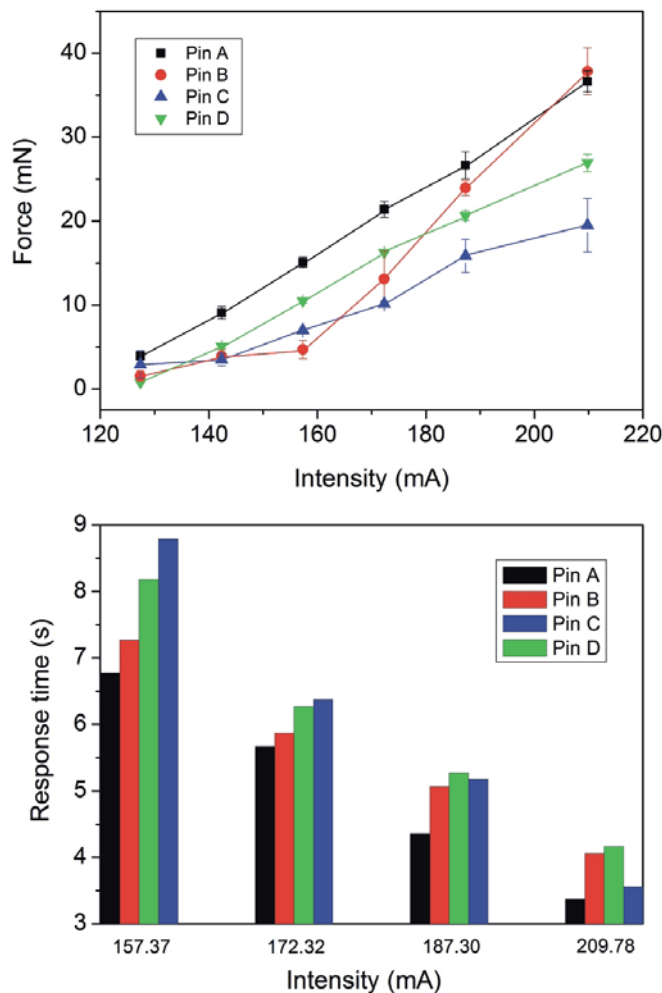 40
30
20
10
0
Force (mN)
Pin A
Pin B
Pin C
Pin D
120 140 160 180 200 220
Intensity (mA)
9
8
7
6
5
4
3
Response time (s)
Pin A
Pin B
Pin C
Pin D
157.37 172.32 187.30 209.78
Intensity (mA)